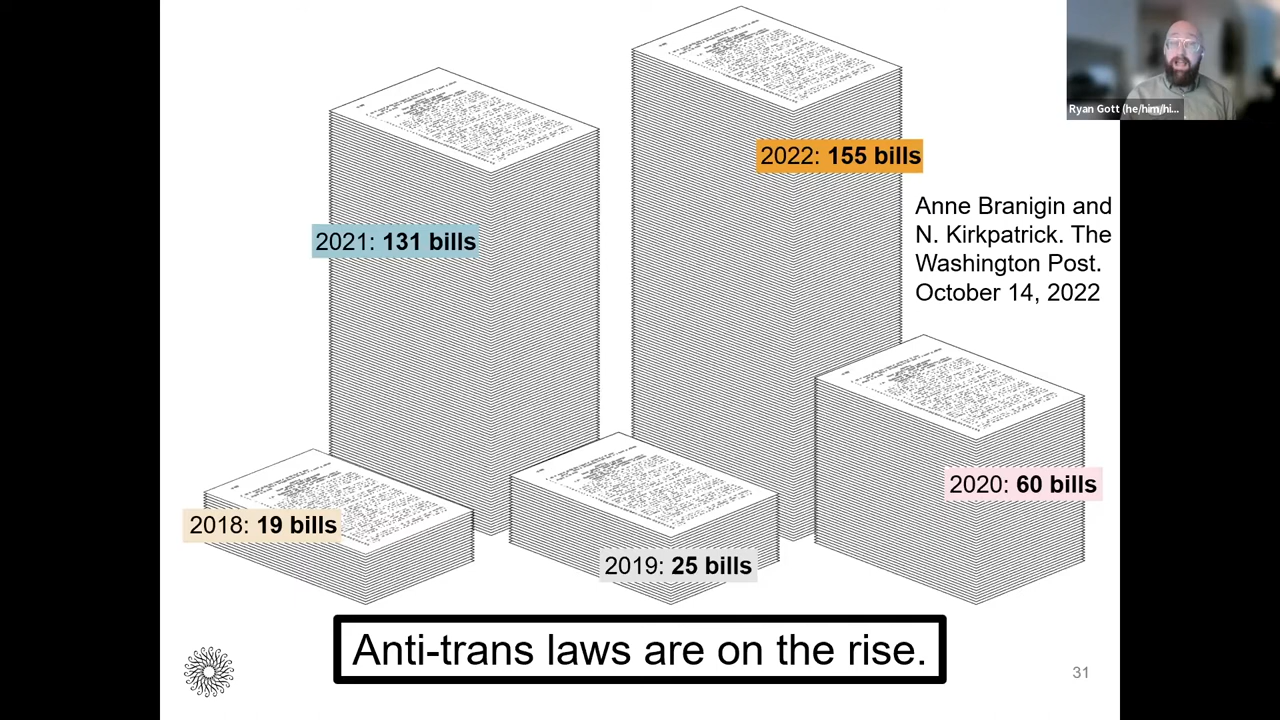 Ryan Gott (he/him/hi...
2022: 155 bills
Anne Branigin and
N. Kirkpatrick. The
Washington Post.
October 14, 2022
2021: 131 bills
2020: 60 bills
2018: 19 bills
2019: 25 bills
Anti-trans laws are on the rise.
31